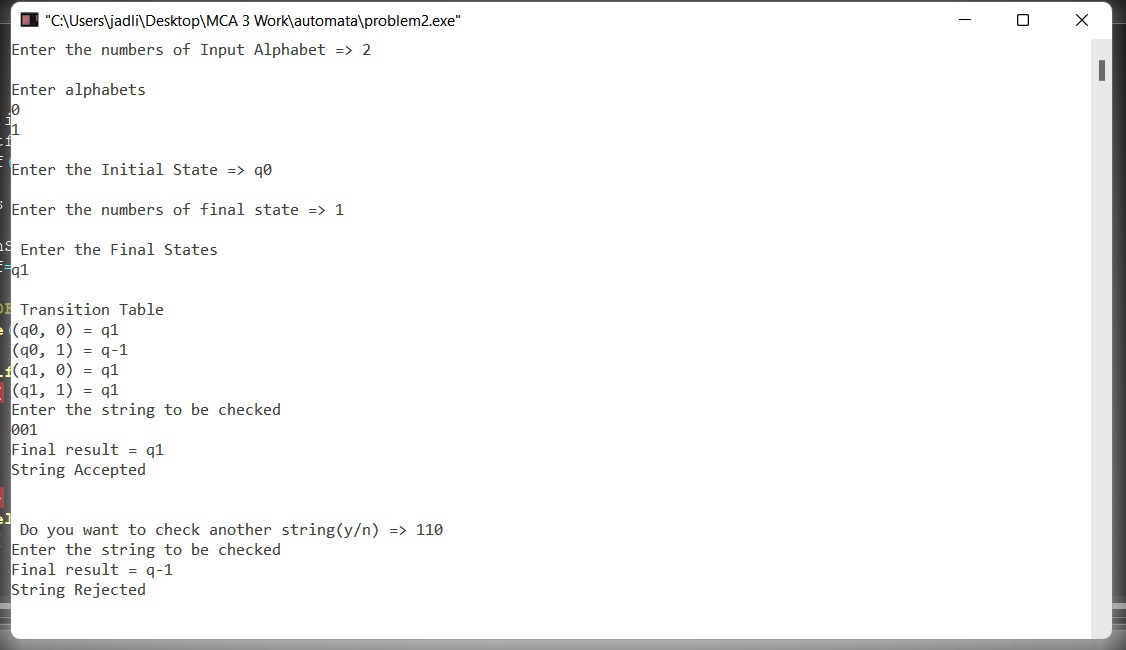 "C:\Users\jadli\Desktop\MCA 3 Work\automata\problem2.exe"
Enter the numbers of Input Alphabet => 2
Enter alphabets
0
1
Enter the Initial State => q0
Enter the numbers of final state => 1
Enter the Final States
q1
Transition Table
(q0, 0) = q1
(q0, 1) = q-1
(q1, 0) = q1
(q1, 1) = q1
Enter the string to be checked
001
Final result = q1
String Accepted
Do you want to check another string(y/n) => 110
Enter the string to be checked
Final result = q-1
String Rejected